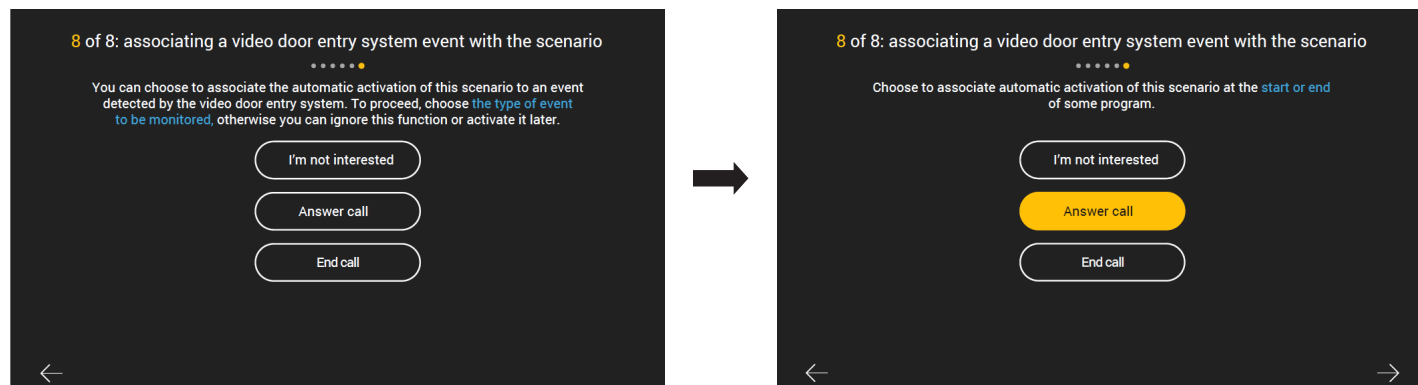 8 of 8: associating a video door entry system event with the scenario
You can choose to associate the automatic activation of this scenario to an event
detected by the video door entry system. To proceed, choose the type of event
to be monitored, otherwise you can ignore this function or activate it later.
I'm not interested
Answer call
End call
8 of 8: associating a video door entry system event with the scenario
Choose to associate automatic activation of this scenario at the start or end
of some program.
I'm not interested
Answer call
End call